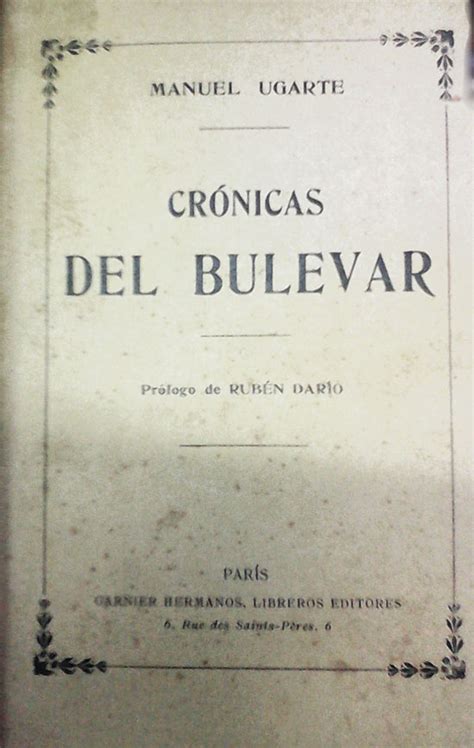 MANUEL UGARTE
CRÓNICAS
DEL BULEVAR
Prólogo de RUBÉN DARÍO
PARÍS
GARNIER HERMANOS, LIBREROS EDITORES
6, Rue des Saints-Pères, 6